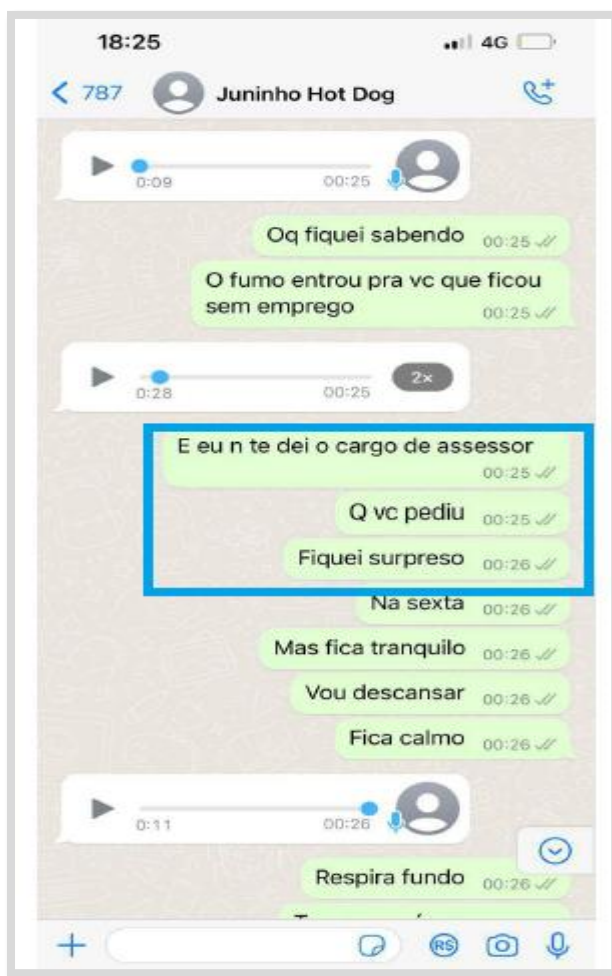 18:25
4G
787
Juninho Hot Dog
0:09 00:25
Oq fiquei sabendo 00:25
O fumo entrou pra vc que ficou
sem emprego 00:25
0:28 00:25 2×
E eu n te dei o cargo de assessor
00:25
Q vc pediu 00:25
Fiquei surpreso 00:26
Na sexta 00:26
Mas fica tranquilo 00:26
Vou descansar 00:26
Fica calmo 00:26
0:11 00:26
Respira fundo 00:26
RS